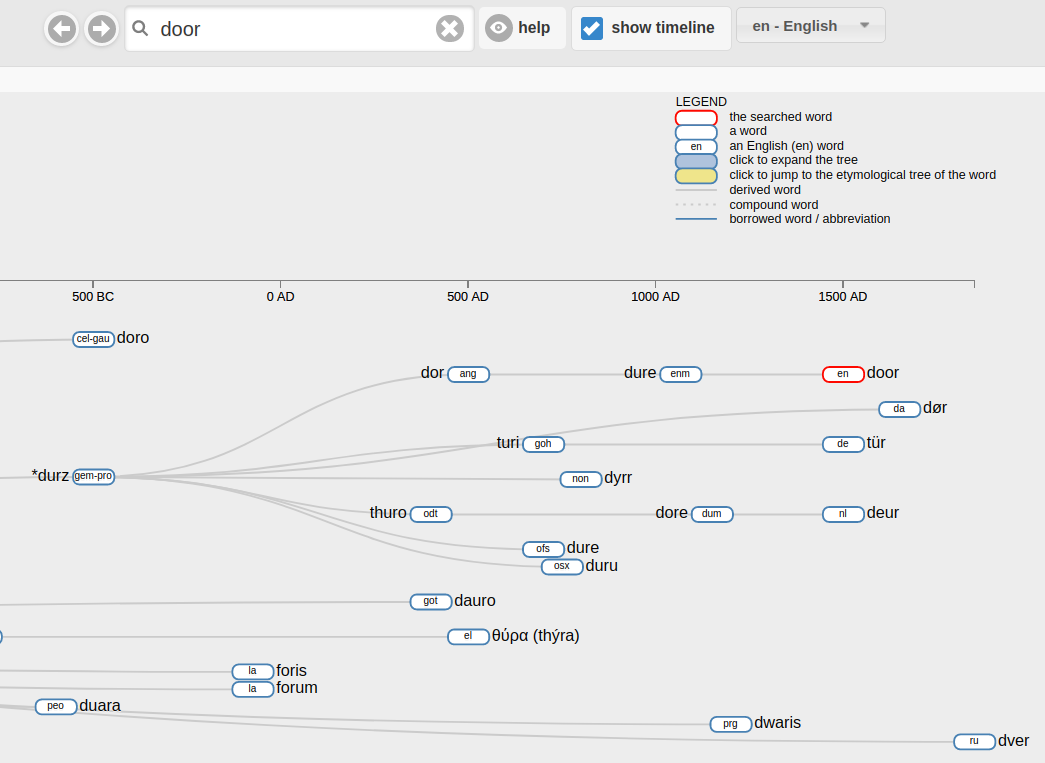 door
help
show timeline
en - English
LEGEND
the searched word
a word
en an English (en) word
click to expand the tree
click to jump to the etymological tree of the word
derived word
compound word
borrowed word / abbreviation
500 BC 0 AD 500 AD 1000 AD 1500 AD
cel-gau doro
dor ang dure enm en door
da dør
turi goh de tür
*durz gem-pro non dyrr
thuro odt dore dum nl deur
ofs dure
osx duru
got dauro
el θύρα (thýra)
la foris
la forum
peo duara
prg dwaris
ru dver